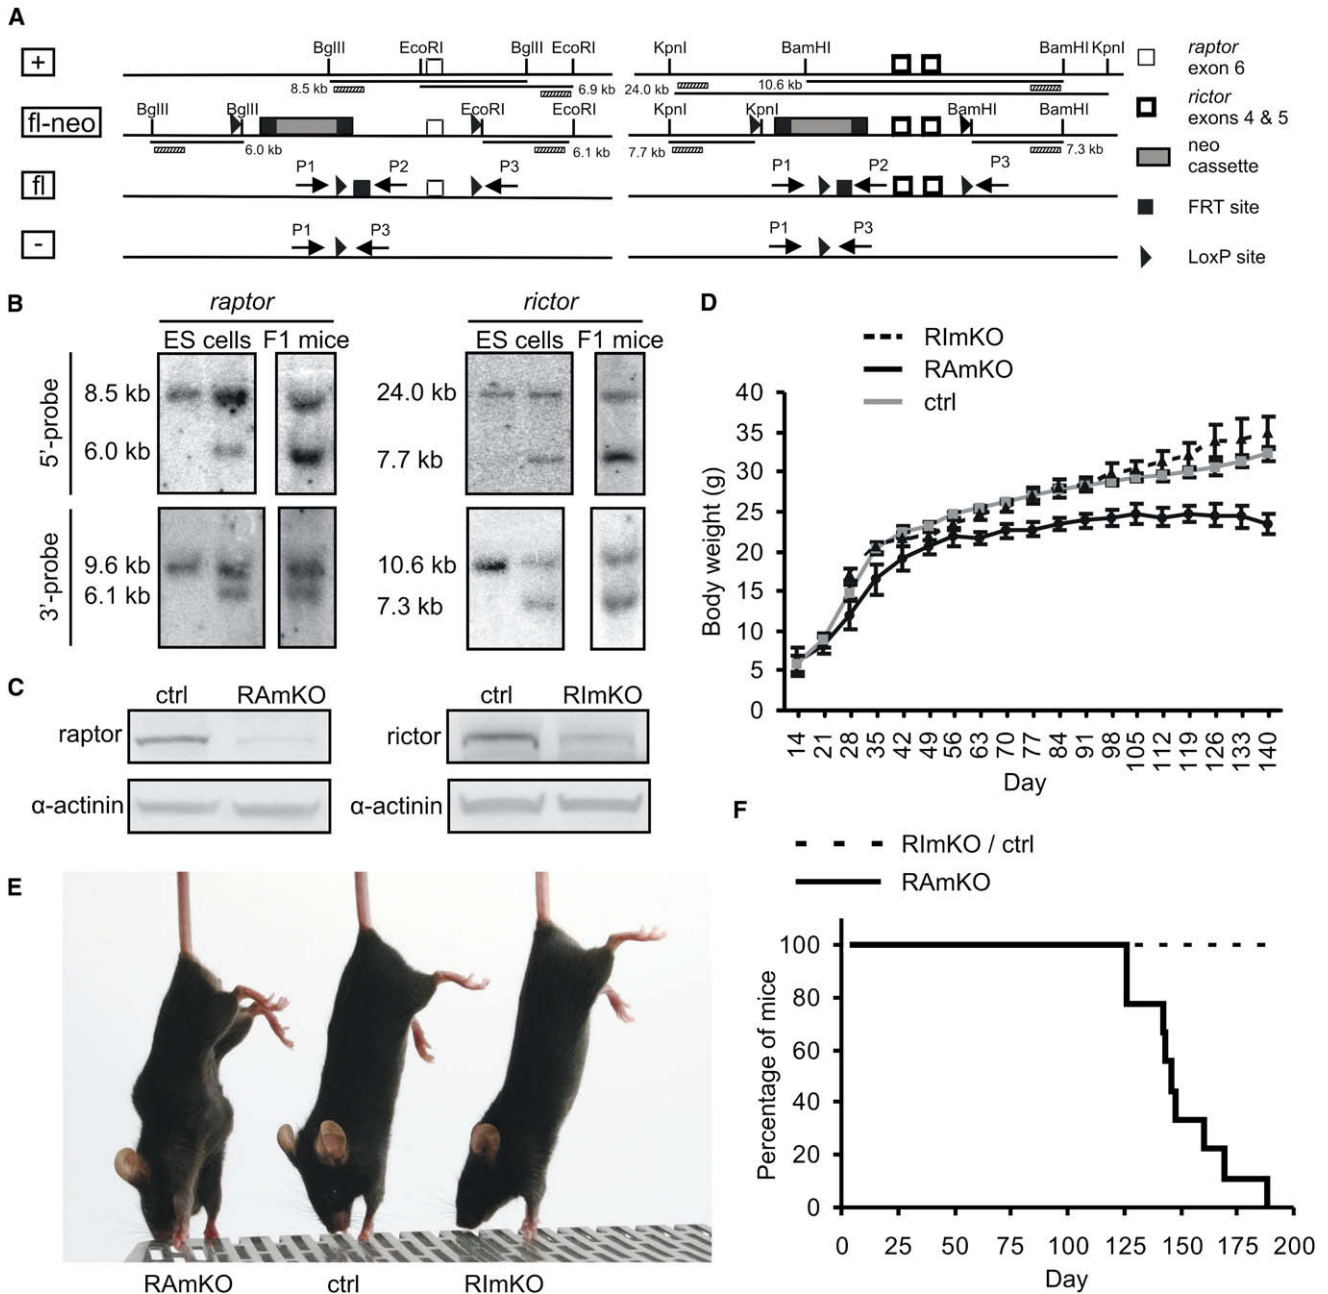 A
+
BglII EcoRI BglII EcoRI
8.5 kb 6.9 kb
KpnI BamHI BamHI KpnI
24.0 kb 10.6 kb
fl-neo
BglII BglII EcoRI EcoRI
6.0 kb 6.1 kb
KpnI KpnI BamHI BamHI
7.7 kb 7.3 kb
fl
P1 P2 P3
P1 P2 P3
-
P1 P3
P1 P3
raptor
exon 6
rictor
exons 4 & 5
neo
cassette
FRT site
LoxP site
B
raptor
ES cells F1 mice
rictor
ES cells F1 mice
5'-probe
8.5 kb
6.0 kb
24.0 kb
7.7 kb
3'-probe
9.6 kb
6.1 kb
10.6 kb
7.3 kb
C
ctrl RAmKO
raptor
α-actinin
ctrl RImKO
rictor
α-actinin
D
RImKO
RAmKO
ctrl
Body weight (g)
40
35
30
25
20
15
10
5
0
14 21 28 35 42 49 56 63 70 77 84 91 98 105 112 119 126 133 140
Day
E
RAmKO ctrl RImKO
F
RImKO / ctrl
RAmKO
Percentage of mice
100
80
60
40
20
0
0 25 50 75 100 125 150 175 200
Day